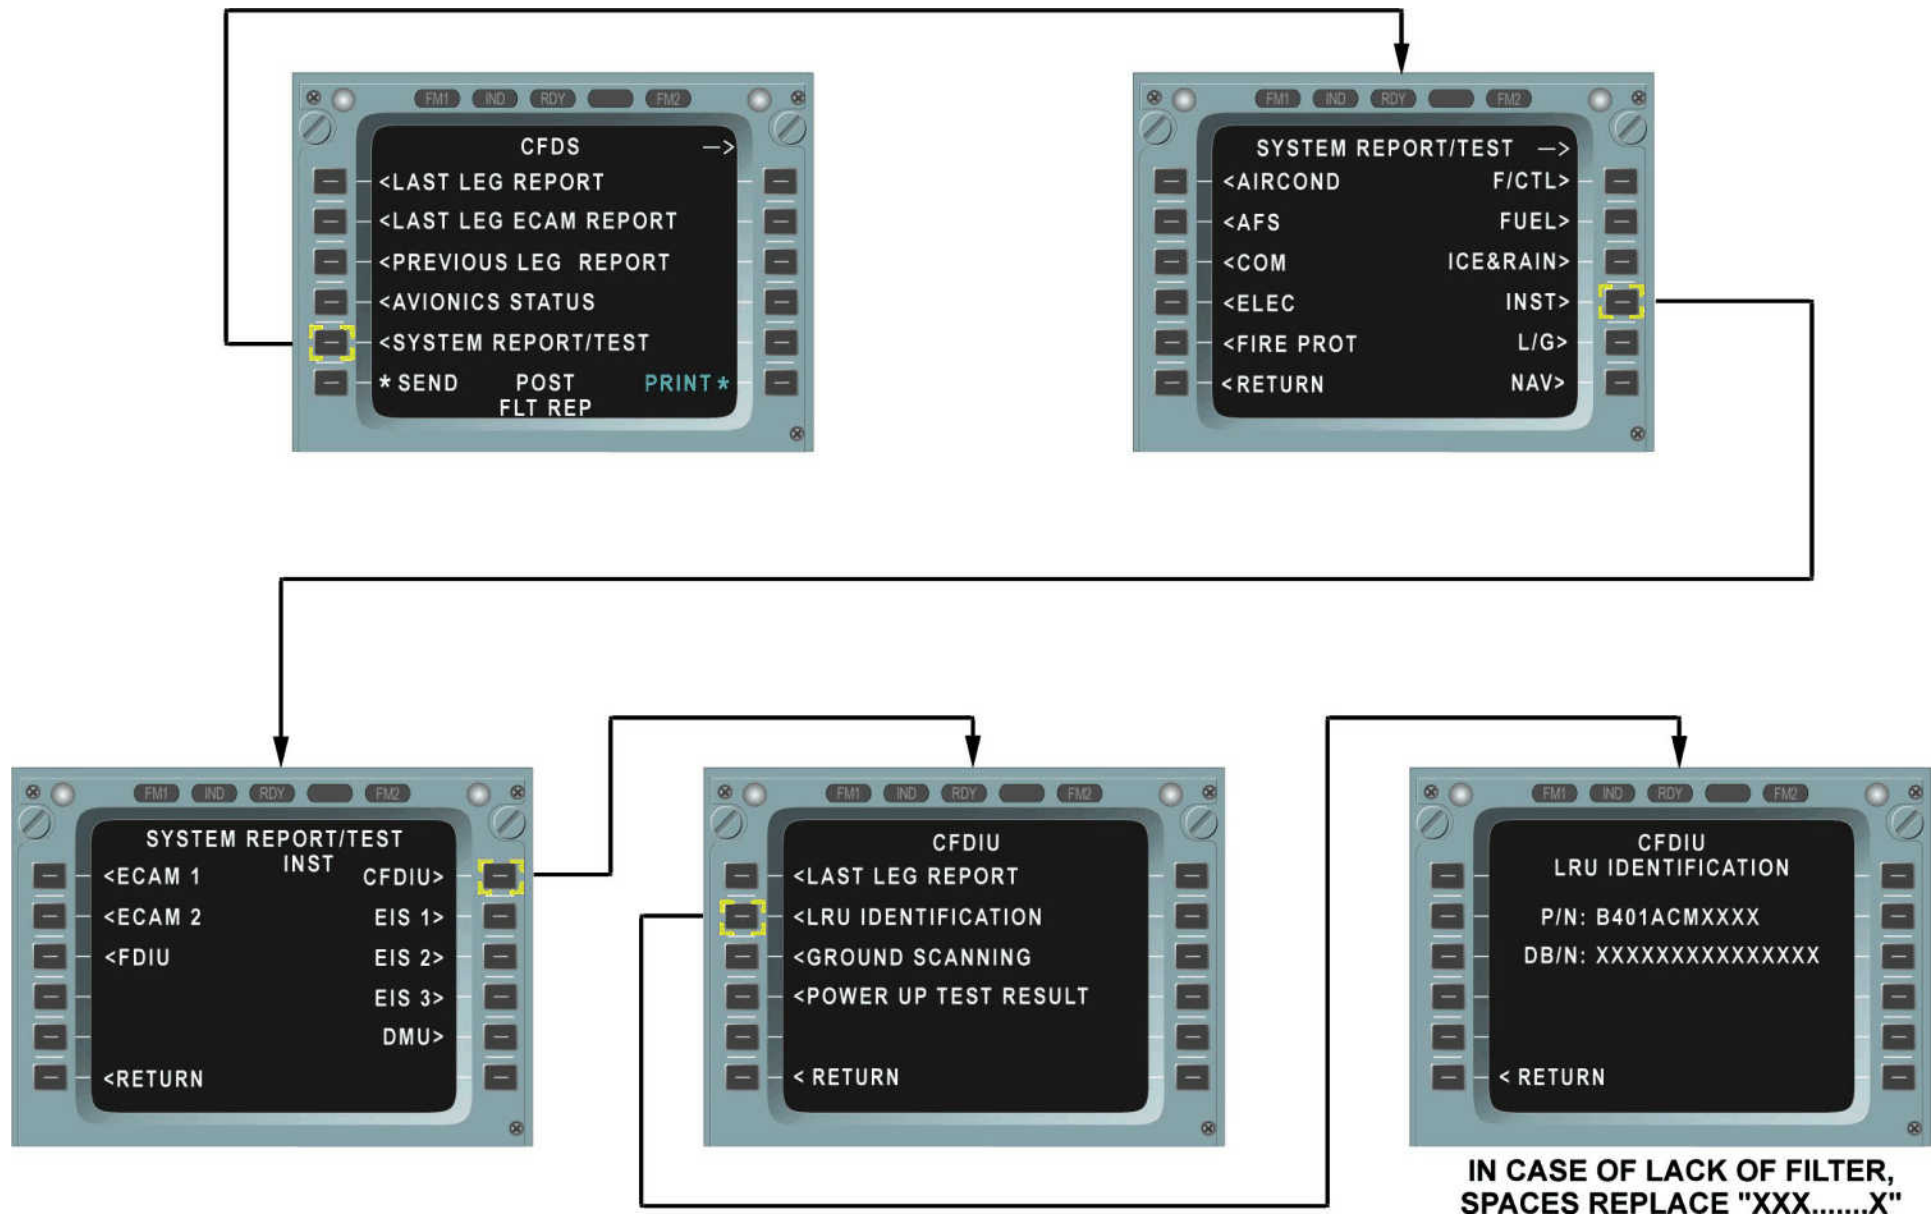 FM1 IND RDY FM2
CFDS —>
<LAST LEG REPORT
<LAST LEG ECAM REPORT
<PREVIOUS LEG REPORT
<AVIONICS STATUS
<SYSTEM REPORT/TEST
* SEND POST PRINT *
FLT REP
FM1 IND RDY FM2
SYSTEM REPORT/TEST —>
<AIRCOND F/CTL>
<AFS FUEL>
<COM ICE&RAIN>
<ELEC INST>
<FIRE PROT L/G>
<RETURN NAV>
FM1 IND RDY FM2
SYSTEM REPORT/TEST
INST
<ECAM 1 CFDIU>
<ECAM 2 EIS 1>
<FDIU EIS 2>
EIS 3>
DMU>
<RETURN
FM1 IND RDY FM2
CFDIU
<LAST LEG REPORT
<LRU IDENTIFICATION
<GROUND SCANNING
<POWER UP TEST RESULT
< RETURN
FM1 IND RDY FM2
CFDIU
LRU IDENTIFICATION
P/N: B401ACMXXXX
DB/N: XXXXXXXXXXXXXXX
< RETURN
IN CASE OF LACK OF FILTER,
SPACES REPLACE "XXX.......X"